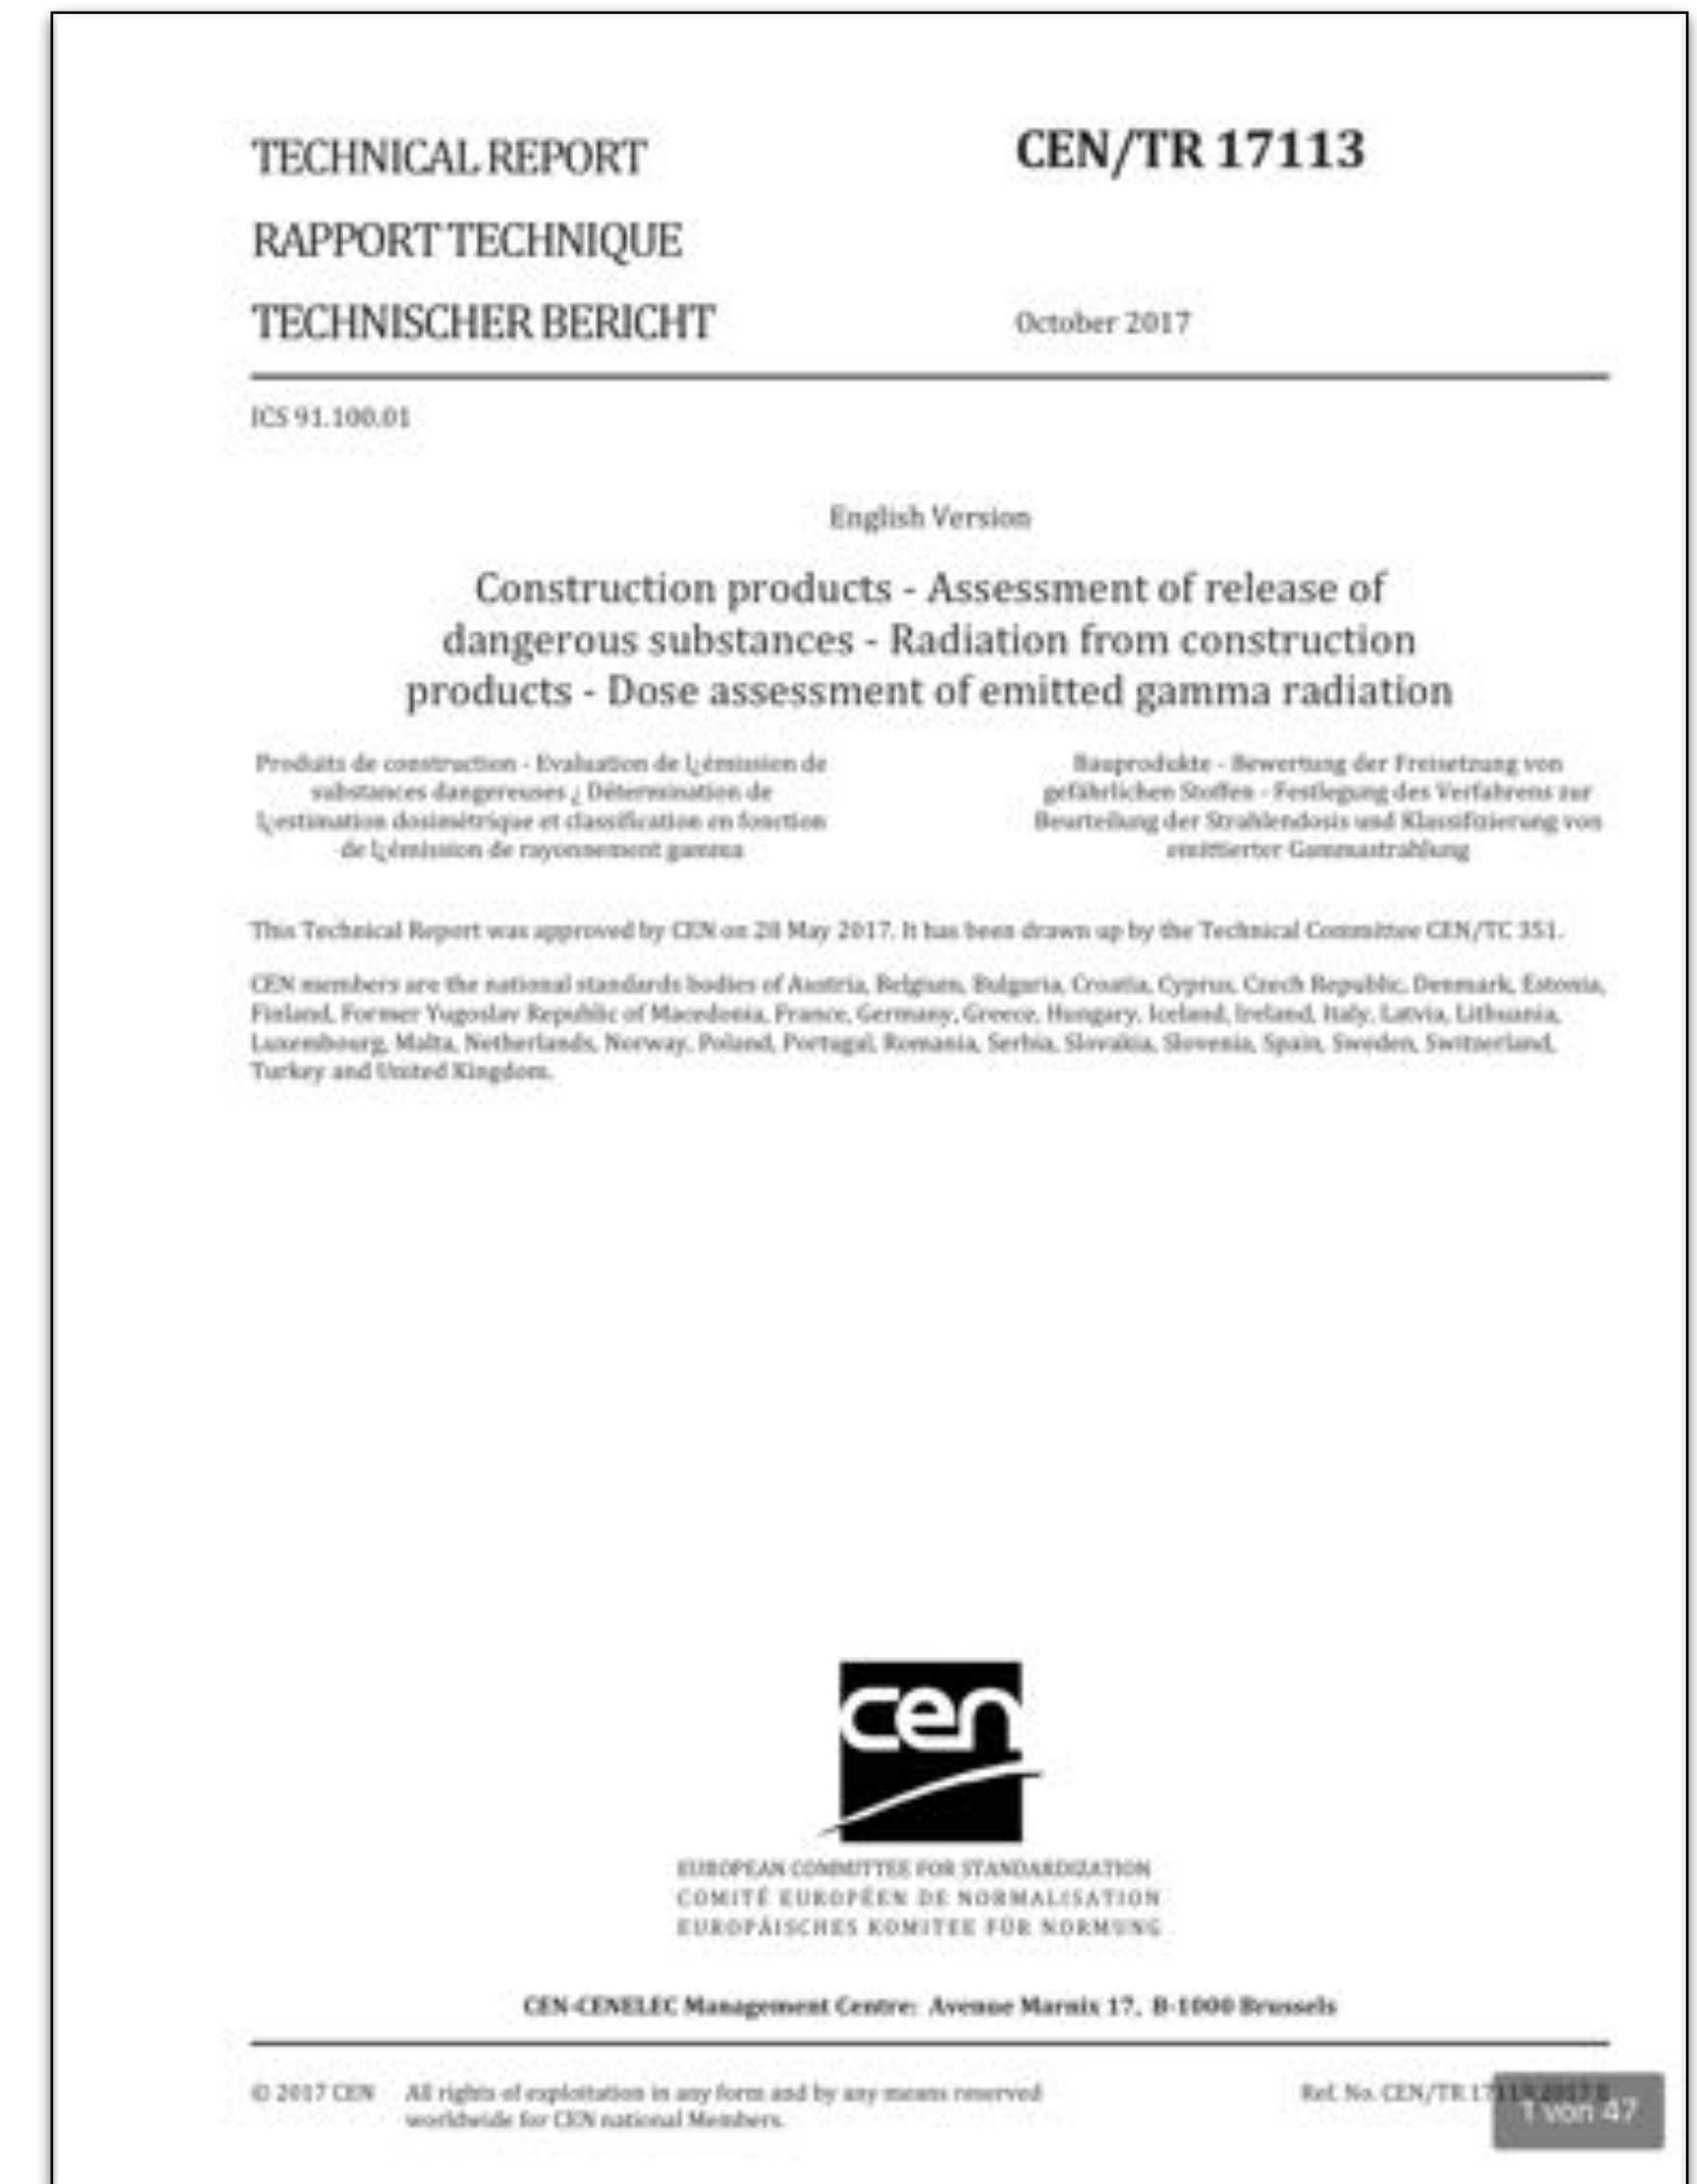 TECHNICAL REPORT
RAPPORT TECHNIQUE
TECHNISCHER BERICHT
CEN/TR 17113
October 2017
ICS 91.100.01
English Version
Construction products - Assessment of release of
dangerous substances - Radiation from construction
products - Dose assessment of emitted gamma radiation
Produits de construction - Evaluation de l¿émission de
substances dangereuses ¿ Détermination de
l¿estimation dosimétrique et classification en fonction
de l¿émission de rayonnement gamma
Bauprodukte - Bewertung der Freisetzung von
gefährlichen Stoffen - Festlegung des Verfahrens zur
Beurteilung der Strahlendosis und Klassifizierung von
emittierter Gammastrahlung
This Technical Report was approved by CEN on 28 May 2017. It has been drawn up by the Technical Committee CEN/TC 351.
CEN members are the national standards bodies of Austria, Belgium, Bulgaria, Croatia, Cyprus, Czech Republic, Denmark, Estonia,
Finland, Former Yugoslav Republic of Macedonia, France, Germany, Greece, Hungary, Iceland, Ireland, Italy, Latvia, Lithuania,
Luxembourg, Malta, Netherlands, Norway, Poland, Portugal, Romania, Serbia, Slovakia, Slovenia, Spain, Sweden, Switzerland,
Turkey and United Kingdom.
cen
EUROPEAN COMMITTEE FOR STANDARDIZATION
COMITÉ EUROPÉEN DE NORMALISATION
EUROPÄISCHES KOMITEE FÜR NORMUNG
CEN-CENELEC Management Centre: Avenue Marnix 17, B-1000 Brussels
© 2017 CEN All rights of exploitation in any form and by any means reserved
worldwide for CEN national Members.
Ref. No. CEN/TR 17113:2017 E
1 von 47